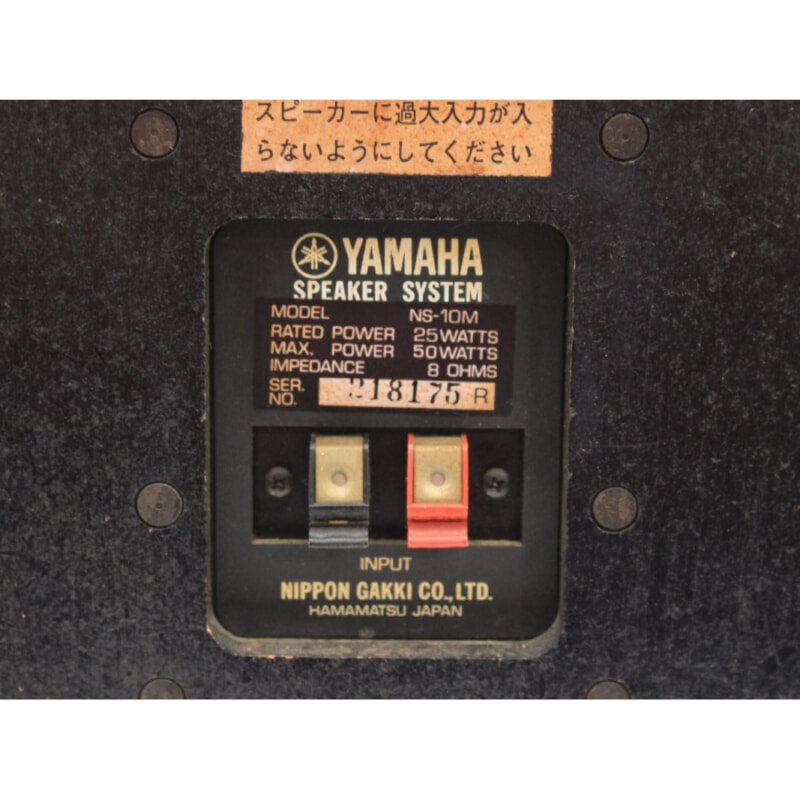 スピーカーに過大入力が入
らないようにしてください
YAMAHA
SPEAKER SYSTEM
MODEL NS-10M
RATED POWER 25WATTS
MAX. POWER 50WATTS
IMPEDANCE 8 OHMS
SER.
NO. 218175 R
INPUT
NIPPON GAKKI CO.,LTD.
HAMAMATSU JAPAN